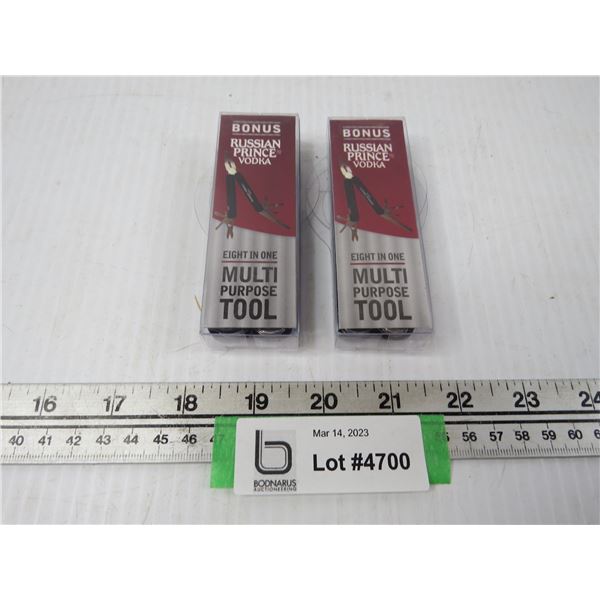 BONUS
RUSSIAN
PRINCE
VODKA
EIGHT IN ONE
MULTI
PURPOSE
TOOL
BONUS
RUSSIAN
PRINCE
VODKA
EIGHT IN ONE
MULTI
PURPOSE
TOOL
16 17 18 19 20 21 22 23 24
40 41 42 43 44 45 46 56 57 58 59 60
Mar 14, 2023
Lot #4700
BODNARUS
AUCTIONEERING